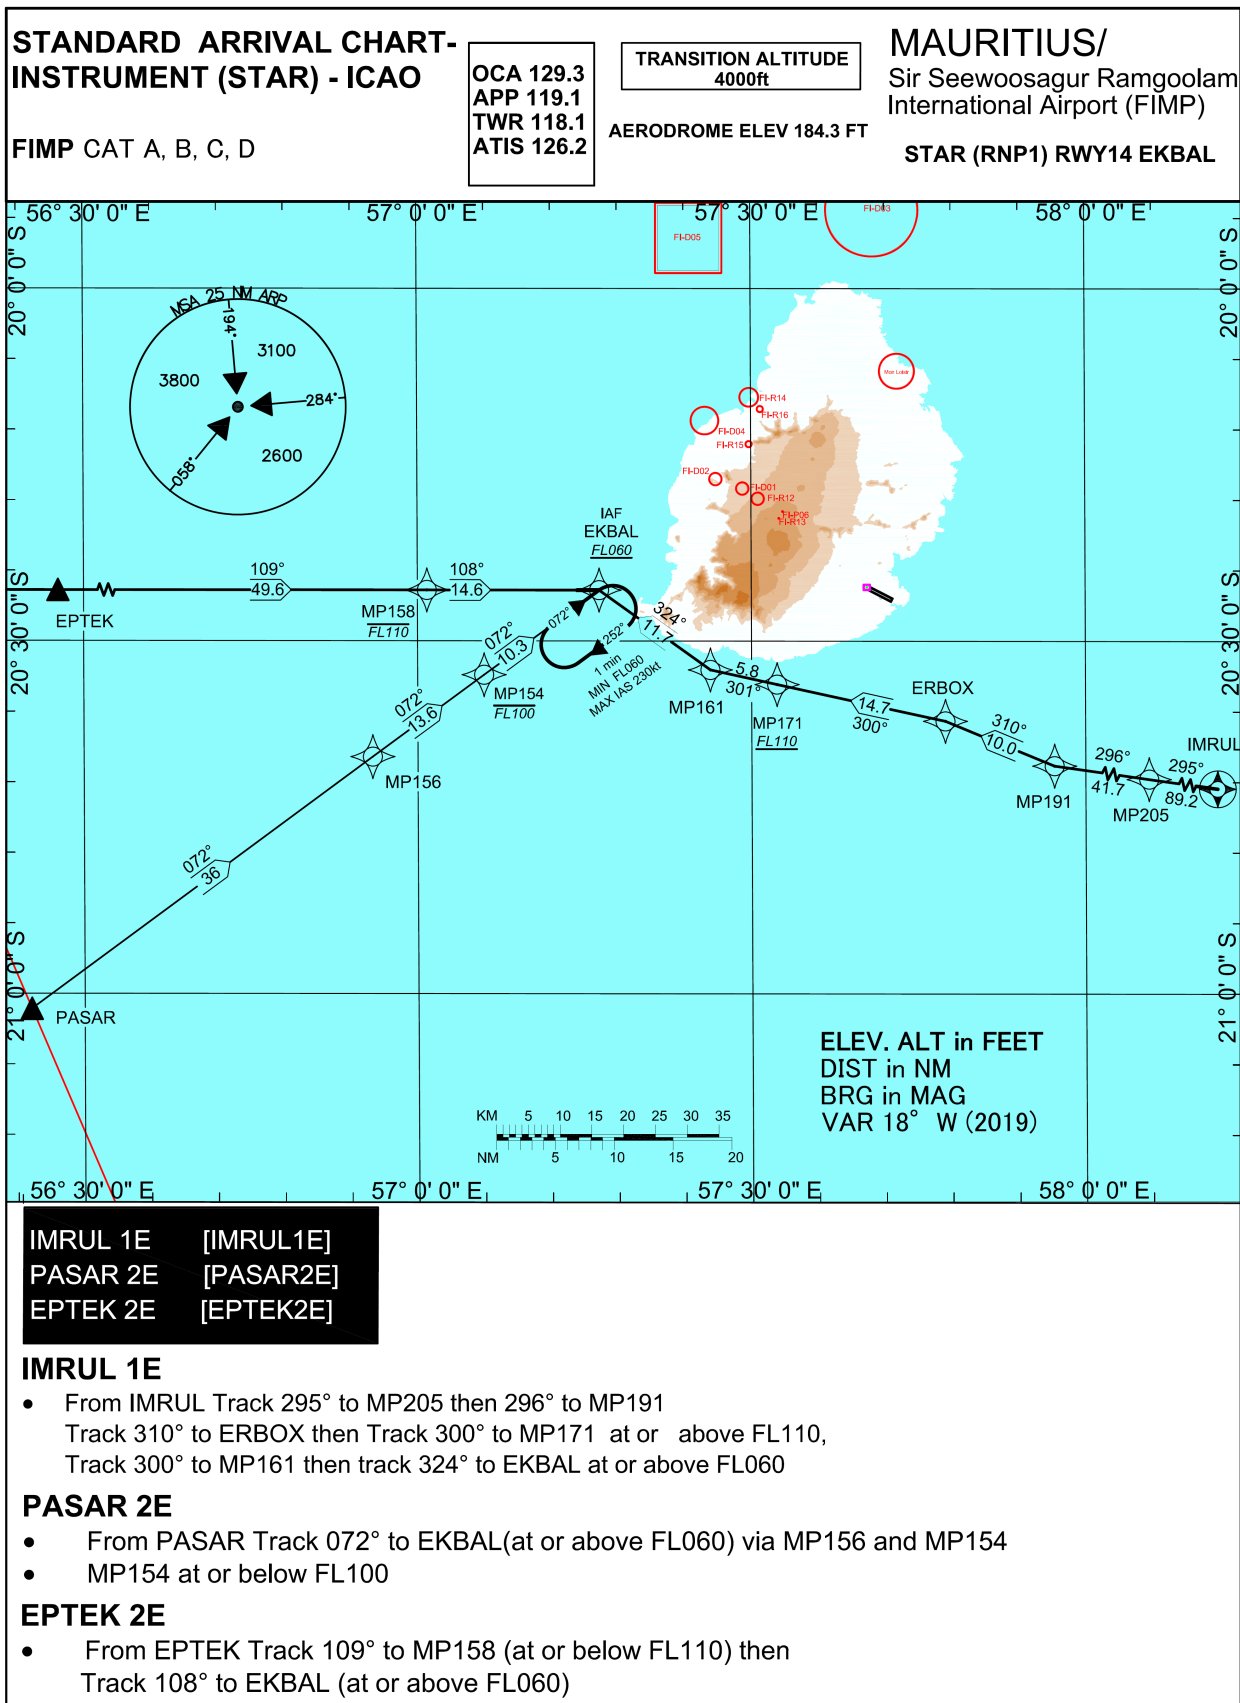 STANDARD ARRIVAL CHART-
INSTRUMENT (STAR) - ICAO
FIMP CAT A, B, C, D
OCA 129.3
APP 119.1
TWR 118.1
ATIS 126.2
TRANSITION ALTITUDE
4000ft
AERODROME ELEV 184.3 FT
MAURITIUS/
Sir Seewoosagur Ramgoolam
International Airport (FIMP)
STAR (RNP1) RWY14 EKBAL
56° 30' 0" E
57° 0' 0" E
57° 30' 0" E
58° 0' 0" E
FI-D05
FI-D03
20° 0' 0" S
20° 0' 0" S
MSA 25 NM ARP
194°
3100
3800
284°
2600
058°
Mon Loisir
FI-R14
FI-R16
FI-D04
FI-R15
FI-D02
FI-D01
FI-R12
FI-P06
FI-R13
IAF
EKBAL
FL060
109°
49.6
108°
14.6
EPTEK
MP158
FL110
072°
252°
1 min
MIN FL060
MAX IAS 230kt
324°
11.7
072°
10.3
MP154
FL100
20° 30' 0" S
20° 30' 0" S
5.8
301°
MP161
MP171
FL110
14.7
300°
ERBOX
310°
10.0
IMRUL
296°
41.7
295°
89.2
MP191
MP205
072°
13.6
MP156
072°
36
PASAR
21° 0' 0" S
21° 0' 0" S
ELEV. ALT in FEET
DIST in NM
BRG in MAG
VAR 18° W (2019)
KM 5 10 15 20 25 30 35
NM 5 10 15 20
56° 30' 0" E
57° 0' 0" E
57° 30' 0" E
58° 0' 0" E
IMRUL 1E [IMRUL1E]
PASAR 2E [PASAR2E]
EPTEK 2E [EPTEK2E]
IMRUL 1E
• From IMRUL Track 295° to MP205 then 296° to MP191
Track 310° to ERBOX then Track 300° to MP171 at or above FL110,
Track 300° to MP161 then track 324° to EKBAL at or above FL060
PASAR 2E
• From PASAR Track 072° to EKBAL(at or above FL060) via MP156 and MP154
• MP154 at or below FL100
EPTEK 2E
• From EPTEK Track 109° to MP158 (at or below FL110) then
Track 108° to EKBAL (at or above FL060)